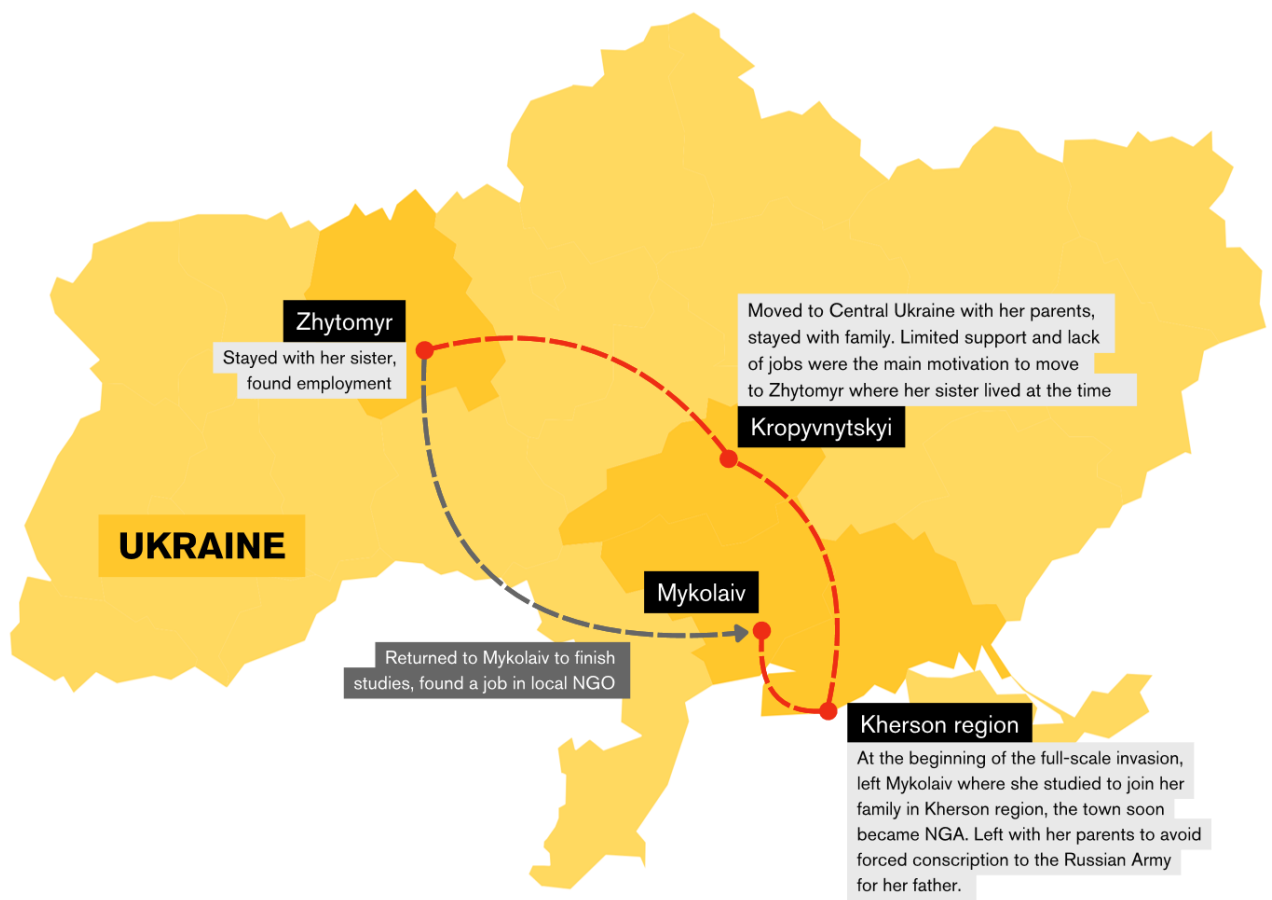 Zhytomyr
Stayed with her sister,
found employment
Moved to Central Ukraine with her parents,
stayed with family. Limited support and lack
of jobs were the main motivation to move
to Zhytomyr where her sister lived at the time
Kropyvnytskyi
UKRAINE
Mykolaiv
Returned to Mykolaiv to finish
studies, found a job in local NGO
Kherson region
At the beginning of the full-scale invasion,
left Mykolaiv where she studied to join her
family in Kherson region, the town soon
became NGA. Left with her parents to avoid
forced conscription to the Russian Army
for her father.